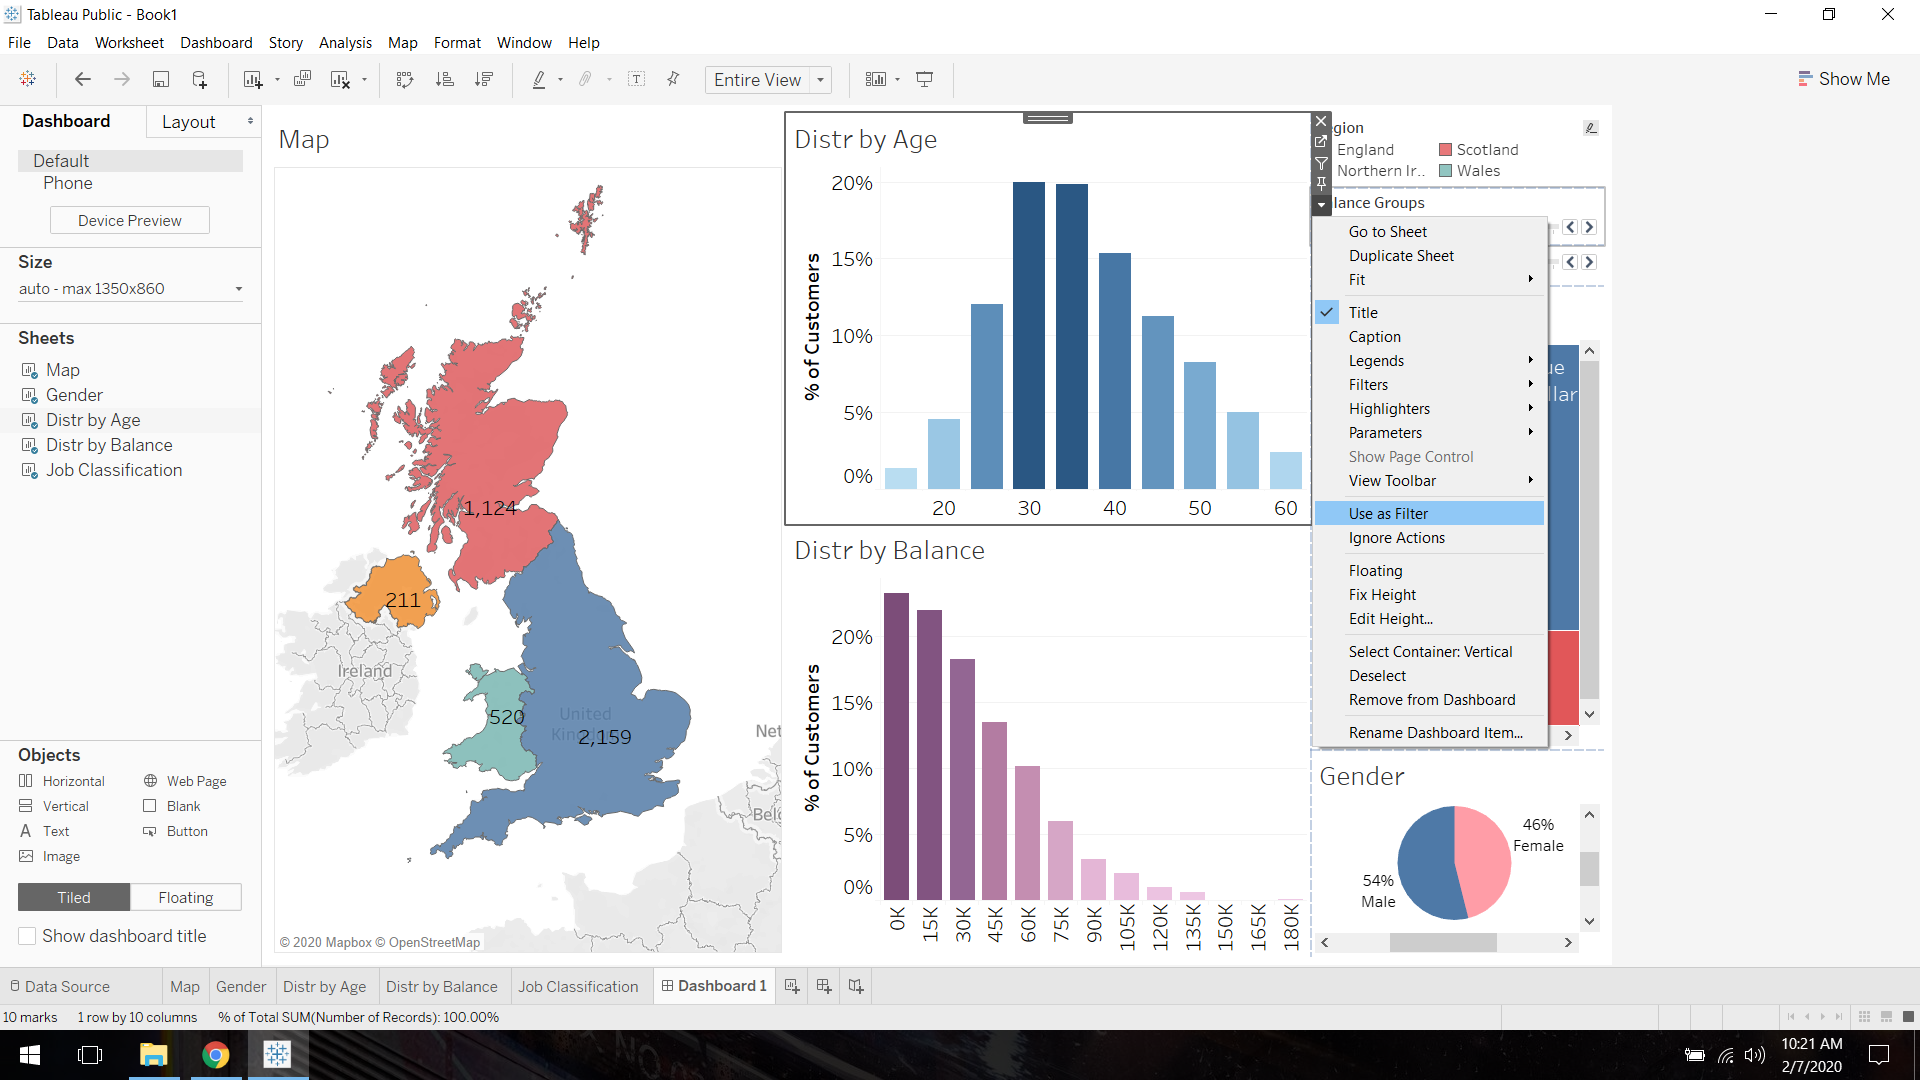 Tableau Public - Book1
File Data Worksheet Dashboard Story Analysis Map Format Window Help
Entire View
Show Me
Dashboard
Layout
Default
Phone
Device Preview
Size
auto - max 1350x860
Sheets
Map
Gender
Distr by Age
Distr by Balance
Job Classification
Objects
Horizontal Web Page
Vertical Blank
Text Button
Image
Tiled Floating
Show dashboard title
Map
1,124
211
Ireland
520
United
2,159
© 2020 Mapbox © OpenStreetMap
Distr by Age
% of Customers
20%
15%
10%
5%
0%
20 30 40 50 60
Distr by Balance
% of Customers
20%
15%
10%
5%
0%
0K 15K 30K 45K 60K 75K 90K 105K 120K 135K 150K 165K 180K
egion
England Scotland
Northern Ir.. Wales
lance Groups
Go to Sheet
Duplicate Sheet
Fit
Title
Caption
Legends
Filters
Highlighters
Parameters
Show Page Control
View Toolbar
Use as Filter
Ignore Actions
Floating
Fix Height
Edit Height...
Select Container: Vertical
Deselect
Remove from Dashboard
Rename Dashboard Item...
ue
llar
Gender
46%
Female
54%
Male
Data Source Map Gender Distr by Age Distr by Balance Job Classification Dashboard 1
10 marks 1 row by 10 columns % of Total SUM(Number of Records): 100.00%
10:21 AM
2/7/2020